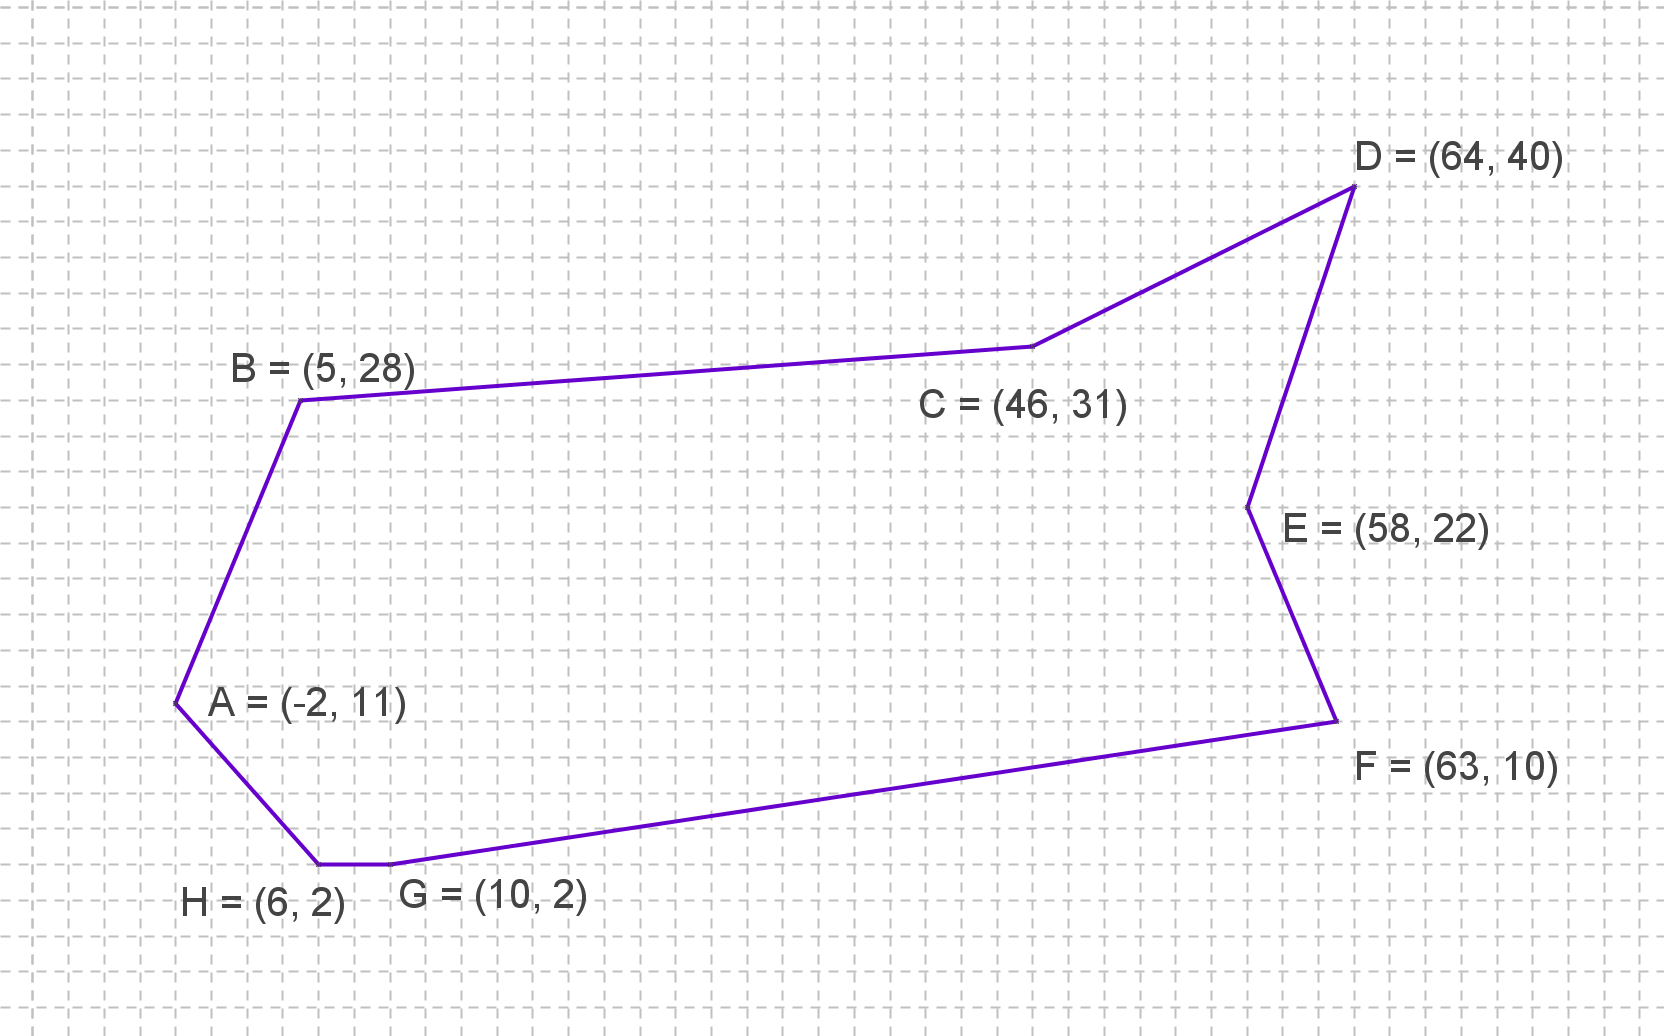 D = (64, 40)
B = (5, 28)
C = (46, 31)
E = (58, 22)
A = (-2, 11)
F = (63, 10)
H = (6, 2)
G = (10, 2)